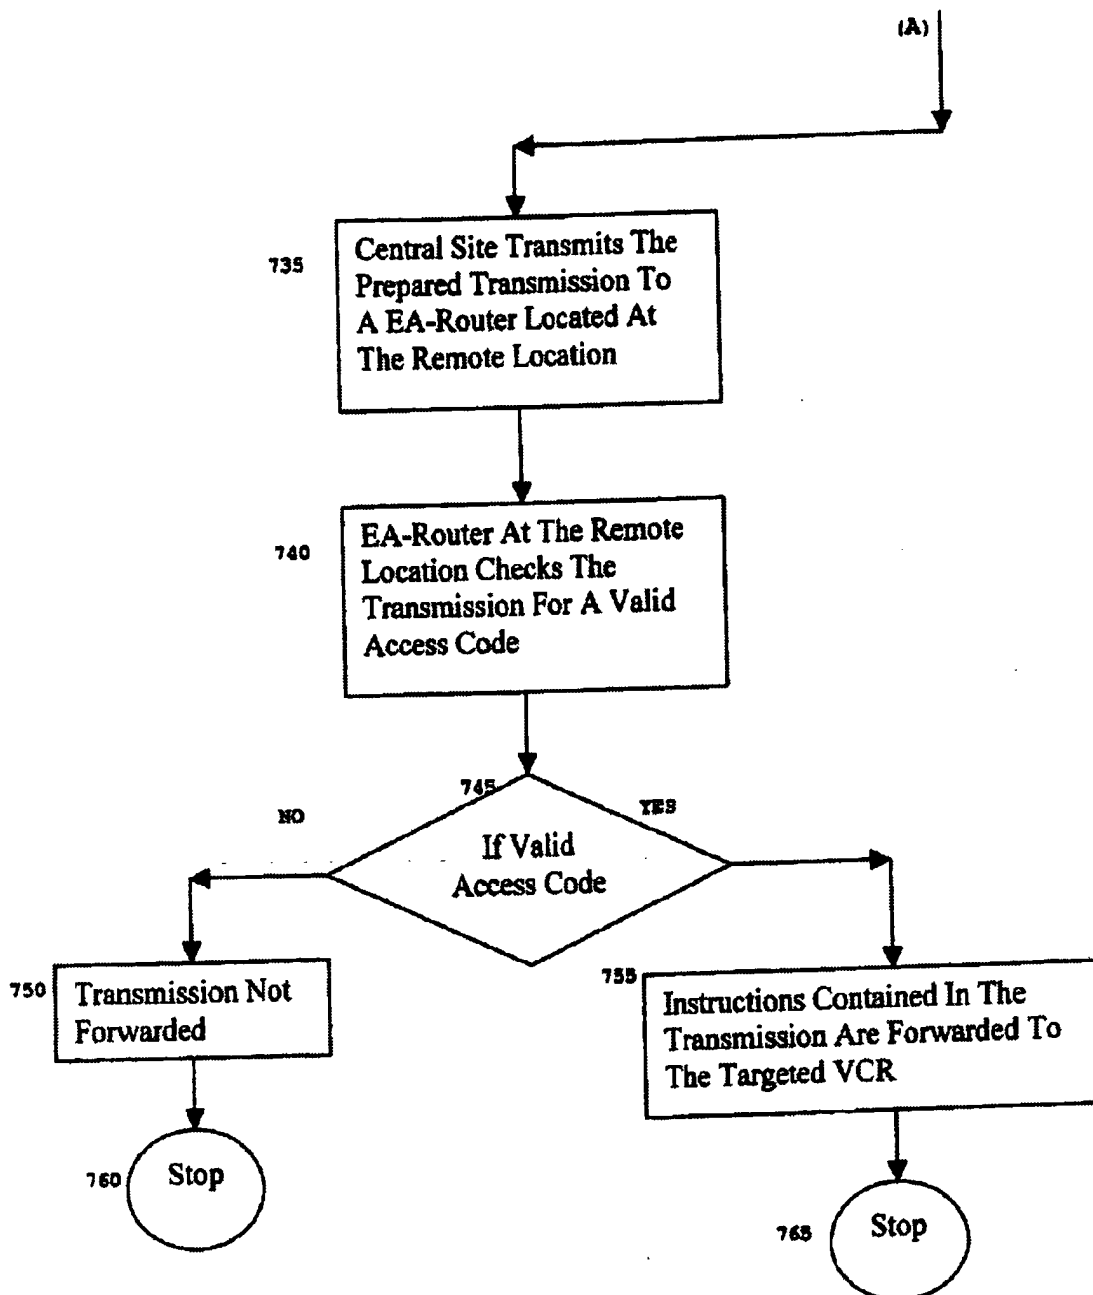 (A)
735
Central Site Transmits The
Prepared Transmission To
A EA-Router Located At
The Remote Location
740
EA-Router At The Remote
Location Checks The
Transmission For A Valid
Access Code
745
NO
YES
If Valid
Access Code
750
Transmission Not
Forwarded
755
Instructions Contained In The
Transmission Are Forwarded To
The Targeted VCR
760
Stop
765
Stop